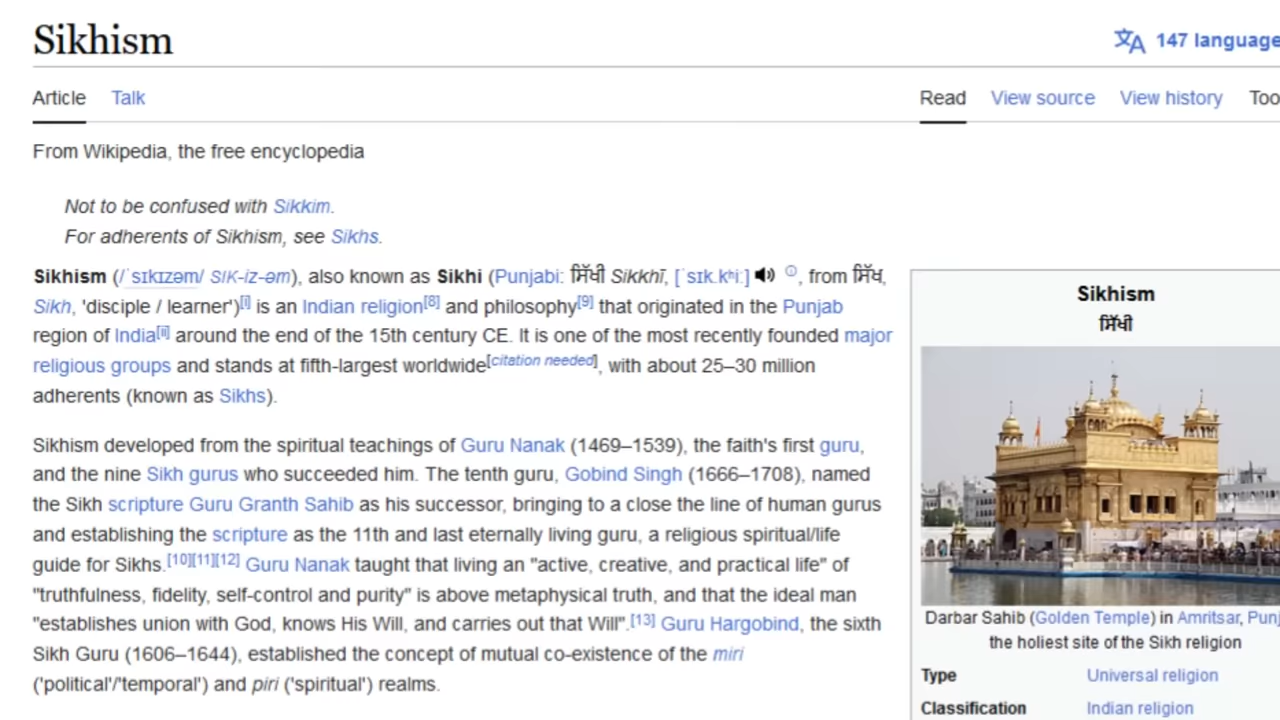 Sikhism
147 language
Article Talk
Read View source View history Too
From Wikipedia, the free encyclopedia
Not to be confused with Sikkim.
For adherents of Sikhism, see Sikhs.
Sikhism (/ˈsɪkɪzəm/ SIK-iz-əm), also known as Sikhi (Punjabi: ਸਿੱਖੀ Sikkhī, [ˈsɪk.kʰiː] , from ਸਿੱਖ,
Sikh, 'disciple / learner')[i] is an Indian religion[8] and philosophy[9] that originated in the Punjab
region of India[ii] around the end of the 15th century CE. It is one of the most recently founded major
religious groups and stands at fifth-largest worldwide[citation needed], with about 25–30 million
adherents (known as Sikhs).
Sikhism developed from the spiritual teachings of Guru Nanak (1469–1539), the faith's first guru,
and the nine Sikh gurus who succeeded him. The tenth guru, Gobind Singh (1666–1708), named
the Sikh scripture Guru Granth Sahib as his successor, bringing to a close the line of human gurus
and establishing the scripture as the 11th and last eternally living guru, a religious spiritual/life
guide for Sikhs.[10][11][12] Guru Nanak taught that living an "active, creative, and practical life" of
"truthfulness, fidelity, self-control and purity" is above metaphysical truth, and that the ideal man
"establishes union with God, knows His Will, and carries out that Will".[13] Guru Hargobind, the sixth
Sikh Guru (1606–1644), established the concept of mutual co-existence of the miri
('political'/'temporal') and piri ('spiritual') realms.
Sikhism
ਸਿੱਖੀ
Darbar Sahib (Golden Temple) in Amritsar, Punj
the holiest site of the Sikh religion
Type Universal religion
Classification Indian religion